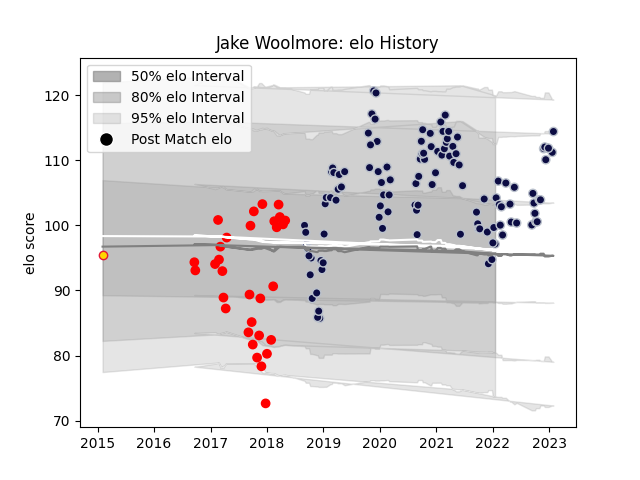 Jake Woolmore: elo History
50% elo Interval
80% elo Interval
95% elo Interval
Post Match elo
elo score
120
110
100
90
80
70
2015 2016 2017 2018 2019 2020 2021 2022 2023